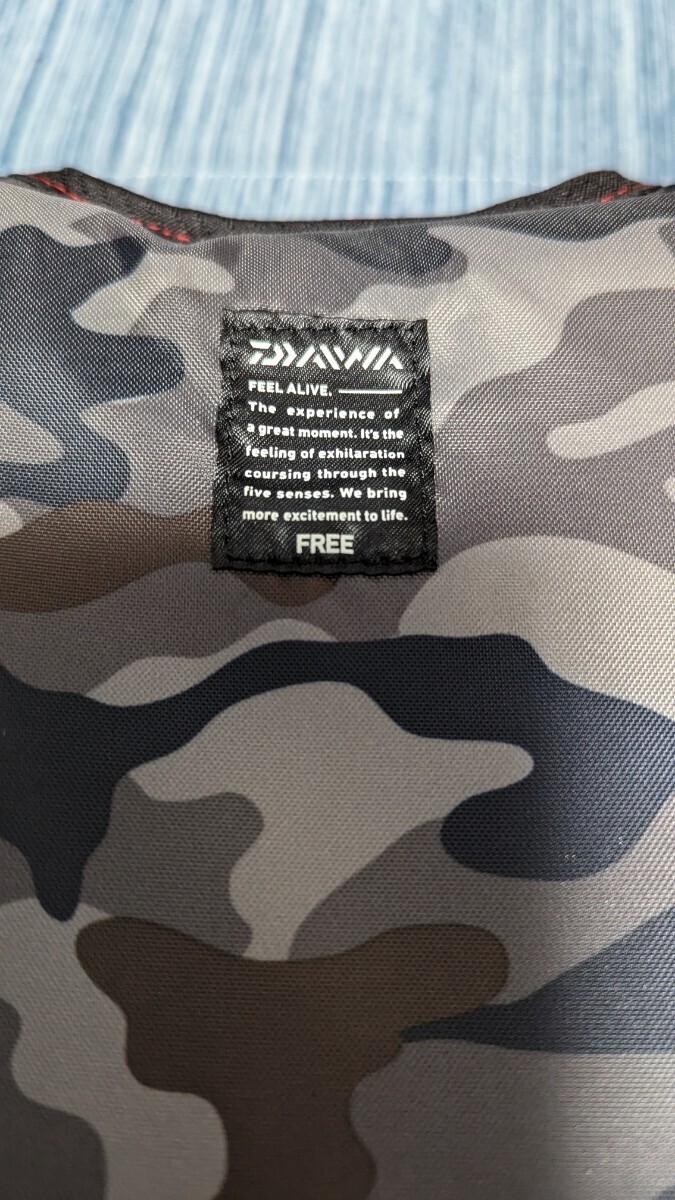 DAIWA
FEEL ALIVE.
The experience of
a great moment. It's the
feeling of exhilaration
coursing through the
five senses. We bring
more excitement to life.
FREE